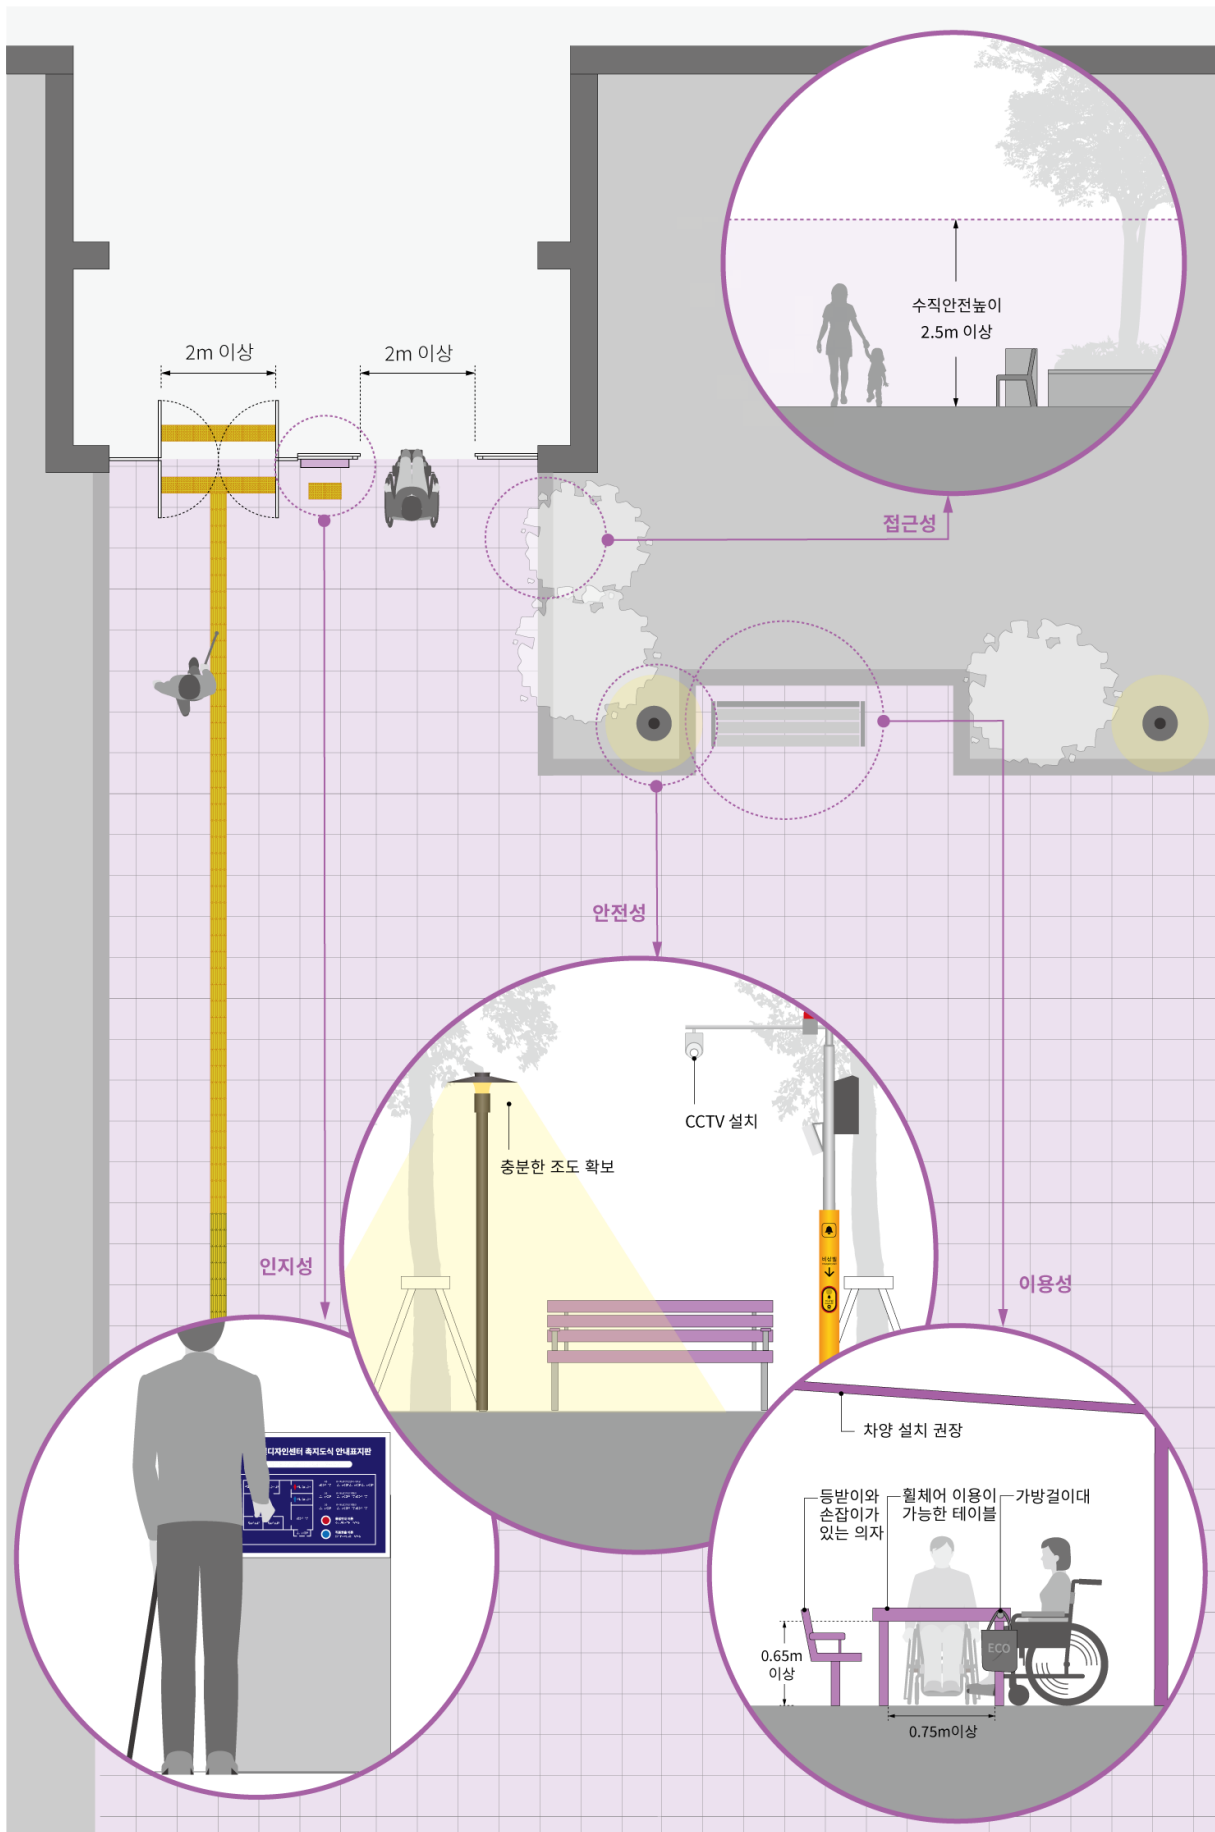 수직안전높이
2.5m 이상
2m 이상
2m 이상
접근성
안전성
CCTV 설치
충분한 조도 확보
인지성
이용성
디자인센터 촉지도식 안내표지판
차양 설치 권장
등받이와
손잡이가
있는 의자
휠체어 이용이
가능한 테이블
가방걸이대
ECO
0.65m
이상
0.75m이상